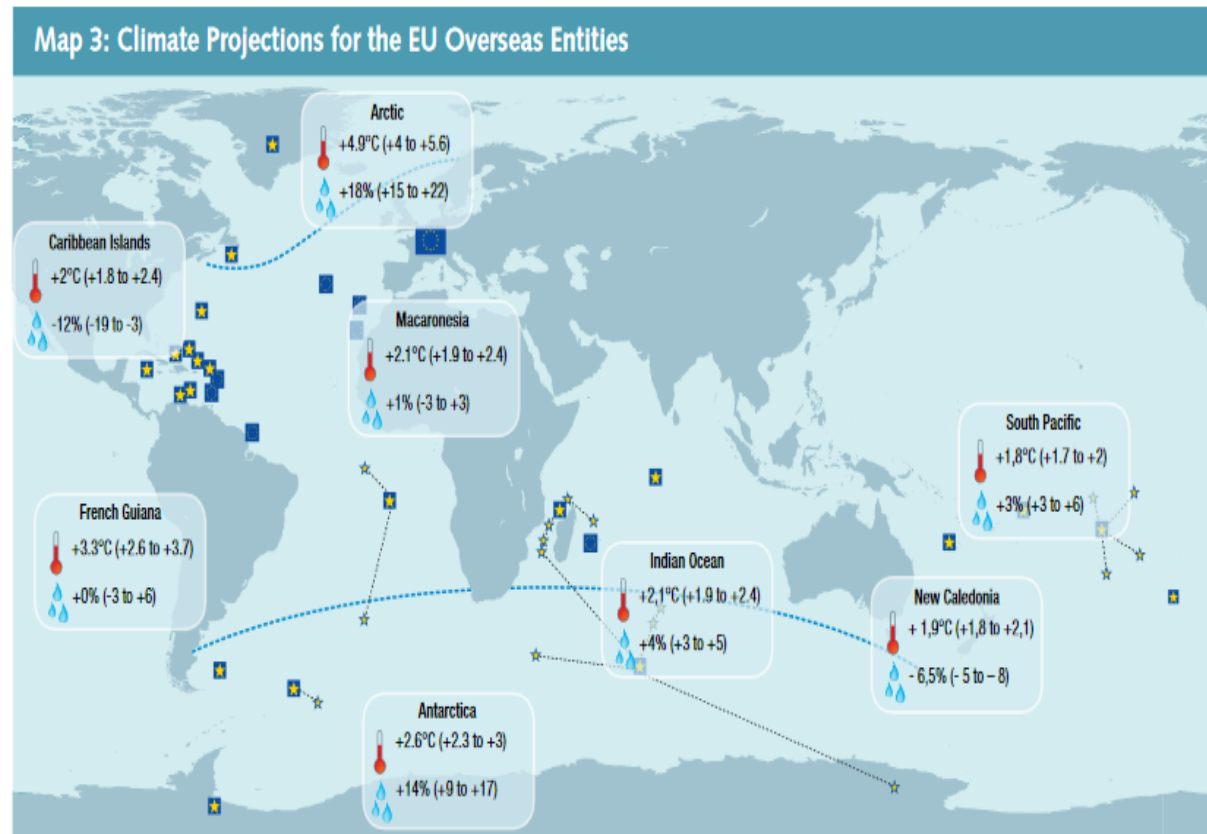 Map 3: Climate Projections for the EU Overseas Entities
Arctic
+4.9°C (+4 to +5.6)
+18% (+15 to +22)
Caribbean Islands
+2°C (+1.8 to +2.4)
-12% (-19 to -3)
Macaronesia
+2.1°C (+1.9 to +2.4)
+1% (-3 to +3)
South Pacific
+1,8°C (+1.7 to +2)
+3% (+3 to +6)
French Guiana
+3.3°C (+2.6 to +3.7)
+0% (-3 to +6)
Indian Ocean
+2,1°C (+1.9 to +2.4)
+4% (+3 to +5)
New Caledonia
+ 1,9°C (+1,8 to +2,1)
- 6,5% (- 5 to – 8)
Antarctica
+2.6°C (+2.3 to +3)
+14% (+9 to +17)